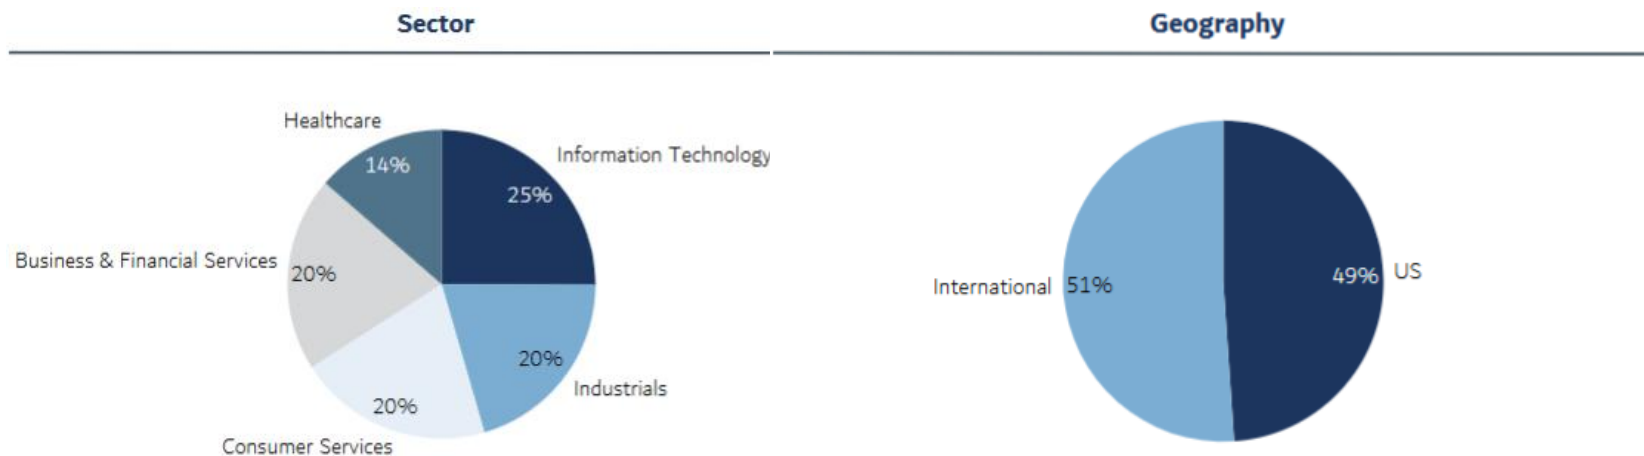 Sector
Healthcare
14%
Information Technology
25%
Business & Financial Services
20%
20%
Industrials
20%
Consumer Services
Geography
International
51%
49%
US